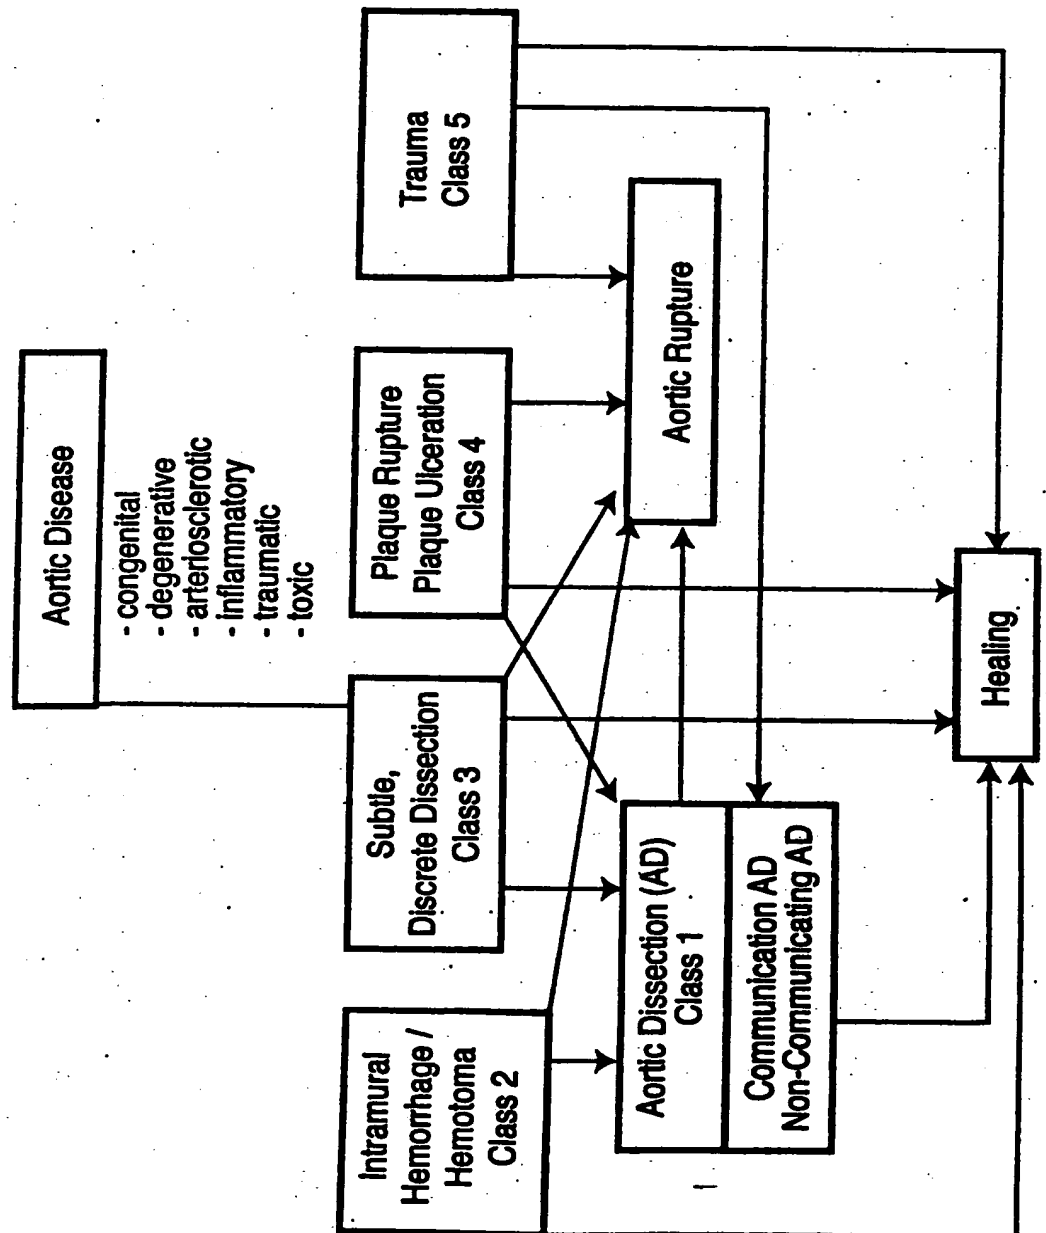 Aortic Disease
- congenital
- degenerative
- arteriosclerotic
- inflammatory
- traumatic
- toxic
Intramural
Hemorrhage /
Hemotoma
Class 2
Subtle,
Discrete Dissection
Class 3
Plaque Rupture
Plaque Ulceration
Class 4
Trauma
Class 5
Aortic Dissection (AD)
Class 1
Communication AD
Non-Communicating AD
Aortic Rupture
Healing